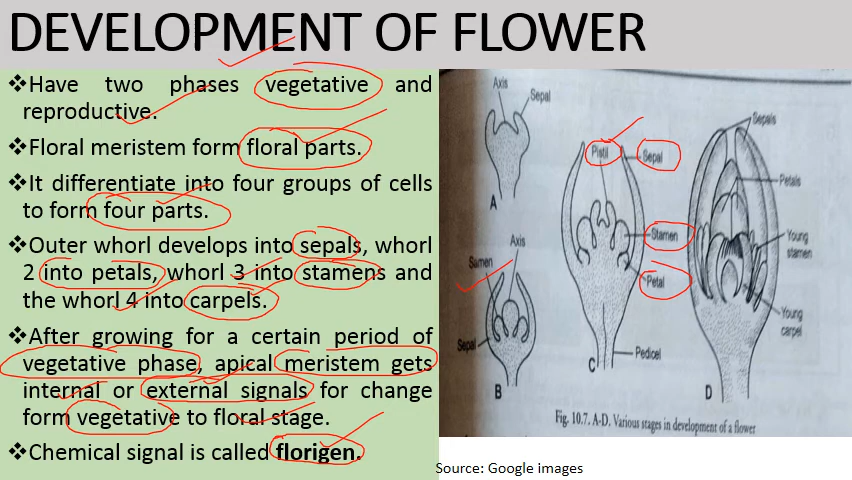 DEVELOPMENT OF FLOWER
❖Have two phases vegetative and
reproductive.
❖Floral meristem form floral parts.
❖It differentiate into four groups of cells
to form four parts.
❖Outer whorl develops into sepals, whorl
2 into petals, whorl 3 into stamens and
the whorl 4 into carpels.
❖After growing for a certain period of
vegetative phase, apical meristem gets
internal or external signals for change
form vegetative to floral stage.
❖Chemical signal is called florigen.
Axis
Sepal
A
Axis
Samen
Sepal
B
Pistil
Sepal
Stamen
Petal
Pedicel
C
Sepals
Petals
Young
stamen
Young
carpel
D
Fig. 10.7. A-D. Various stages in development of a flower
Source: Google images